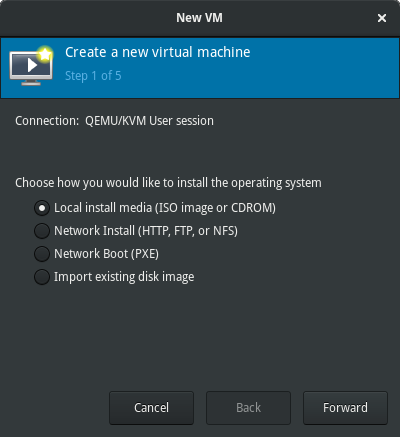 New VM
Create a new virtual machine
Step 1 of 5
Connection: QEMU/KVM User session
Choose how you would like to install the operating system
Local install media (ISO image or CDROM)
Network Install (HTTP, FTP, or NFS)
Network Boot (PXE)
Import existing disk image
Cancel Back Forward